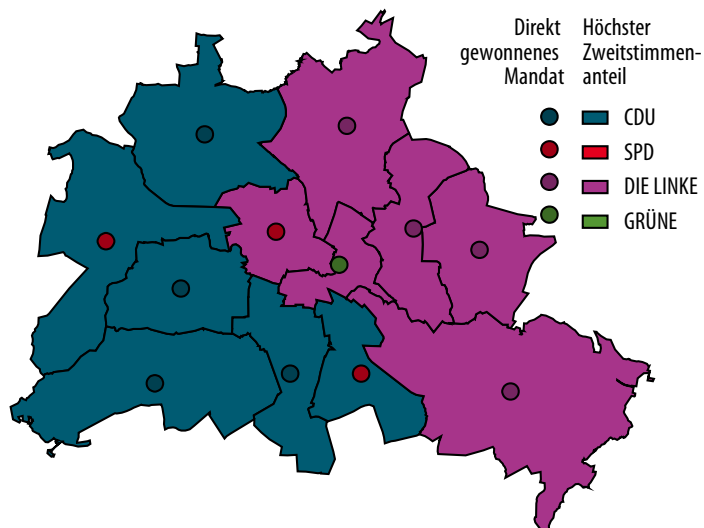 Direkt
gewonnenes
Mandat
Höchster
Zweitstimmen-
anteil
CDU
SPD
DIE LINKE
GRÜNE